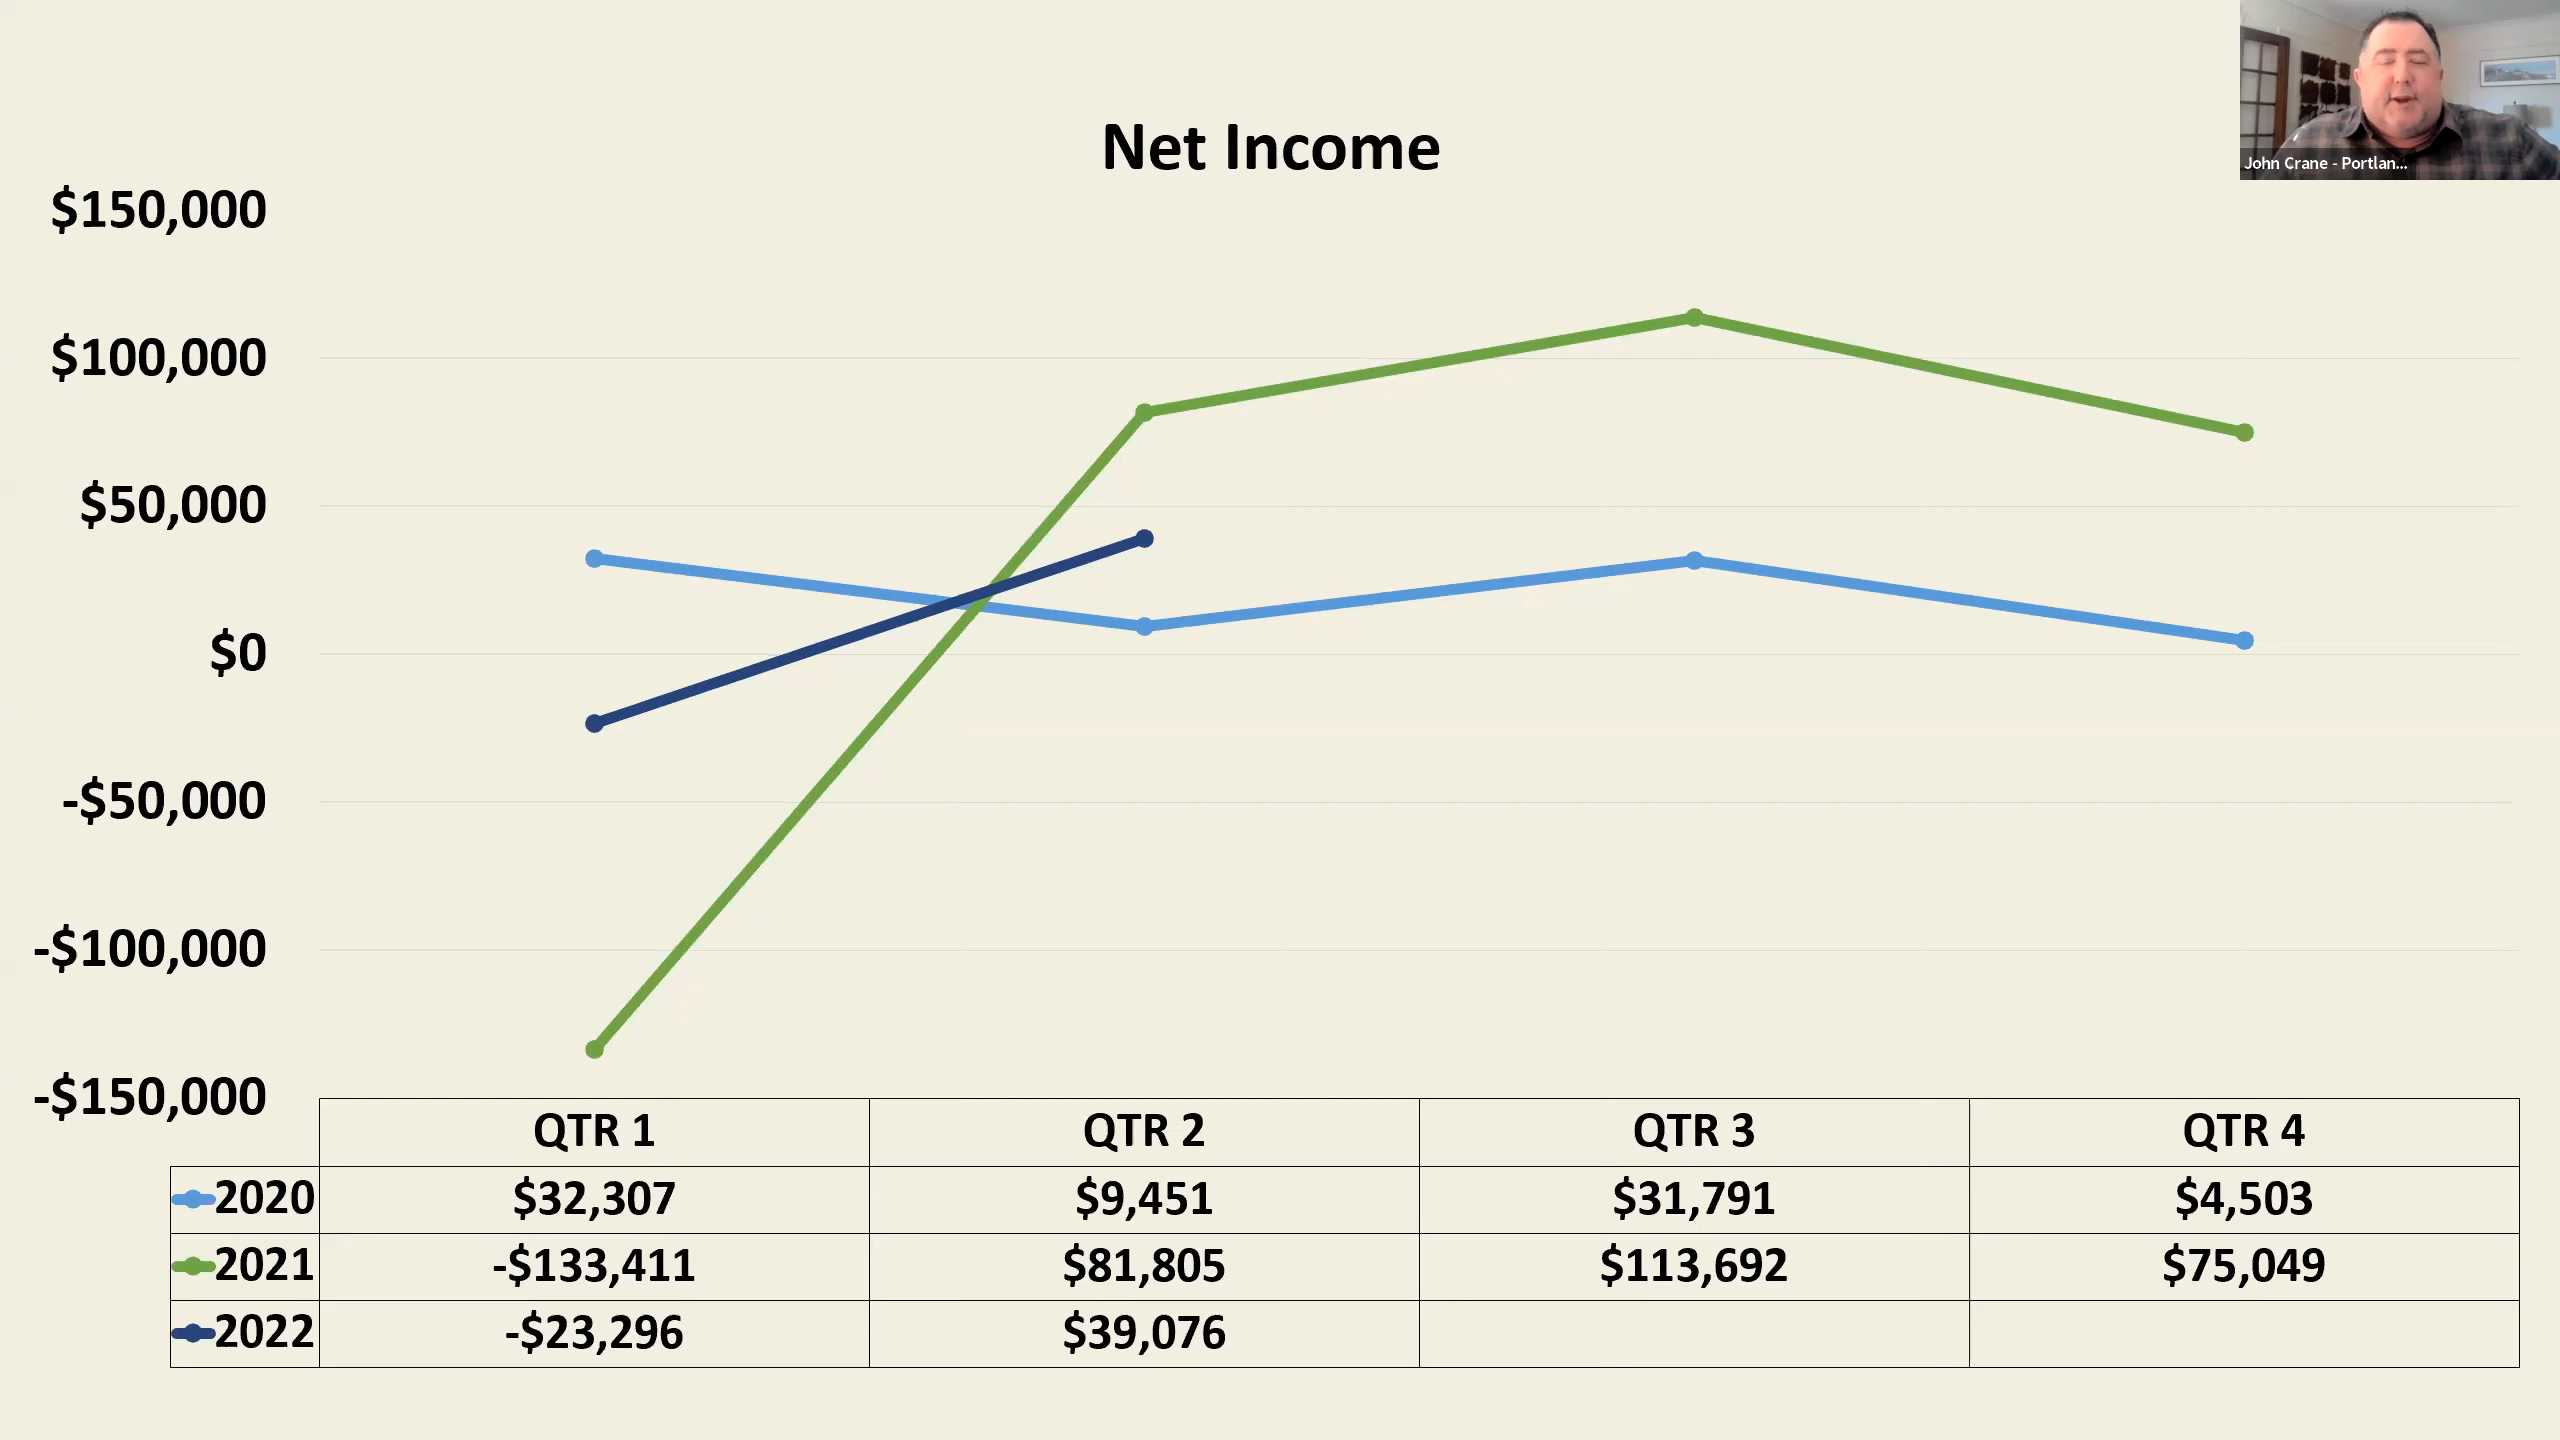 John Crane - Portlan...
Net Income
$150,000
$100,000
$50,000
$0
-$50,000
-$100,000
-$150,000
QTR 1 QTR 2 QTR 3 QTR 4
2020 $32,307 $9,451 $31,791 $4,503
2021 -$133,411 $81,805 $113,692 $75,049
2022 -$23,296 $39,076